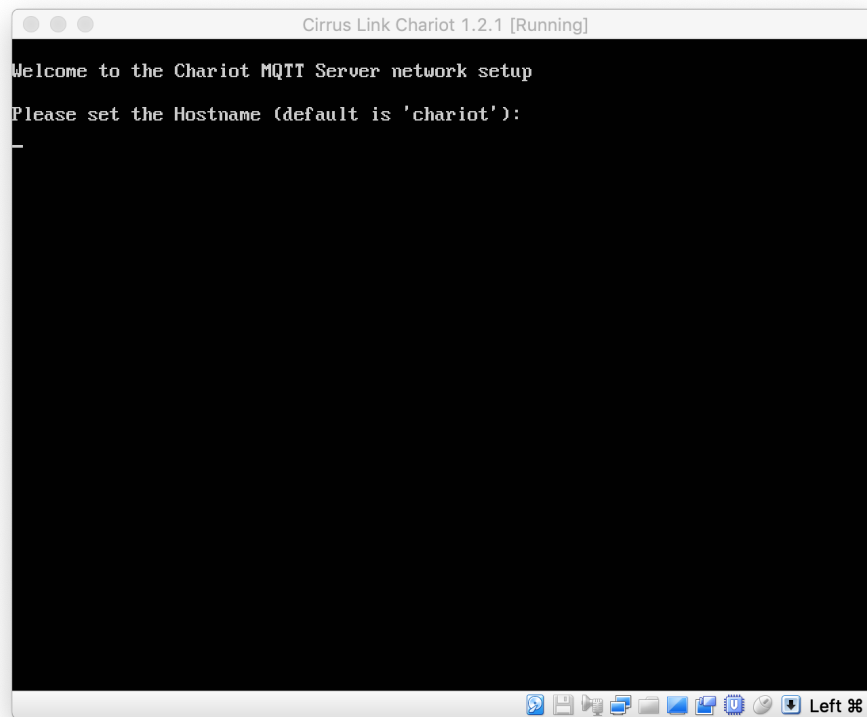 Cirrus Link Chariot 1.2.1 [Running]
Welcome to the Chariot MQTT Server network setup
Please set the Hostname (default is 'chariot'):
Left ⌘